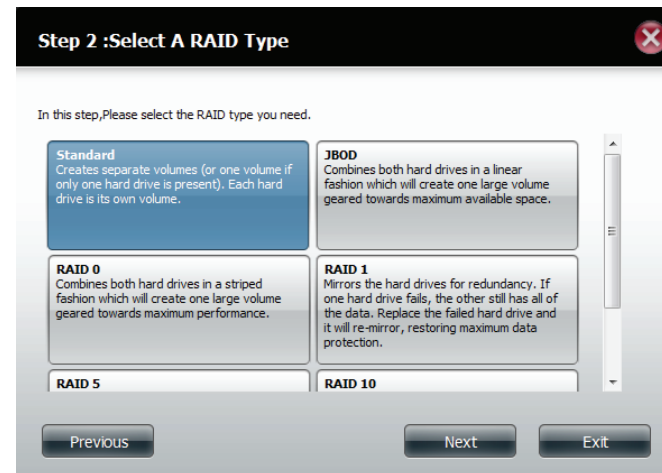 Step 2 :Select A RAID Type
In this step,Please select the RAID type you need.
Standard
Creates separate volumes (or one volume if
only one hard drive is present). Each hard
drive is its own volume.
JBOD
Combines both hard drives in a linear
fashion which will create one large volume
geared towards maximum available space.
RAID 0
Combines both hard drives in a striped
fashion which will create one large volume
geared towards maximum performance.
RAID 1
Mirrors the hard drives for redundancy. If
one hard drive fails, the other still has all of
the data. Replace the failed hard drive and
it will re-mirror, restoring maximum data
protection.
RAID 5
RAID 10
Previous
Next
Exit